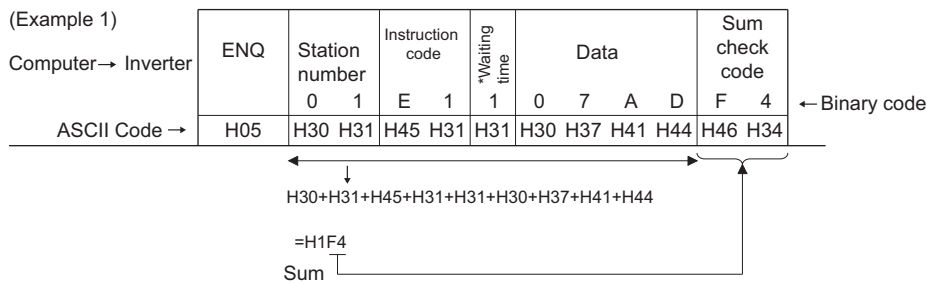 (Example 1)
Computer→ Inverter
ENQ
Station
number
Instruction
code
*Waiting
time
Data
Sum
check
code
0 1 E 1 1 0 7 A D F 4
←Binary code
ASCII Code →
H05 H30 H31 H45 H31 H31 H30 H37 H41 H44 H46 H34
H30+H31+H45+H31+H31+H30+H37+H41+H44
=H1F4
Sum